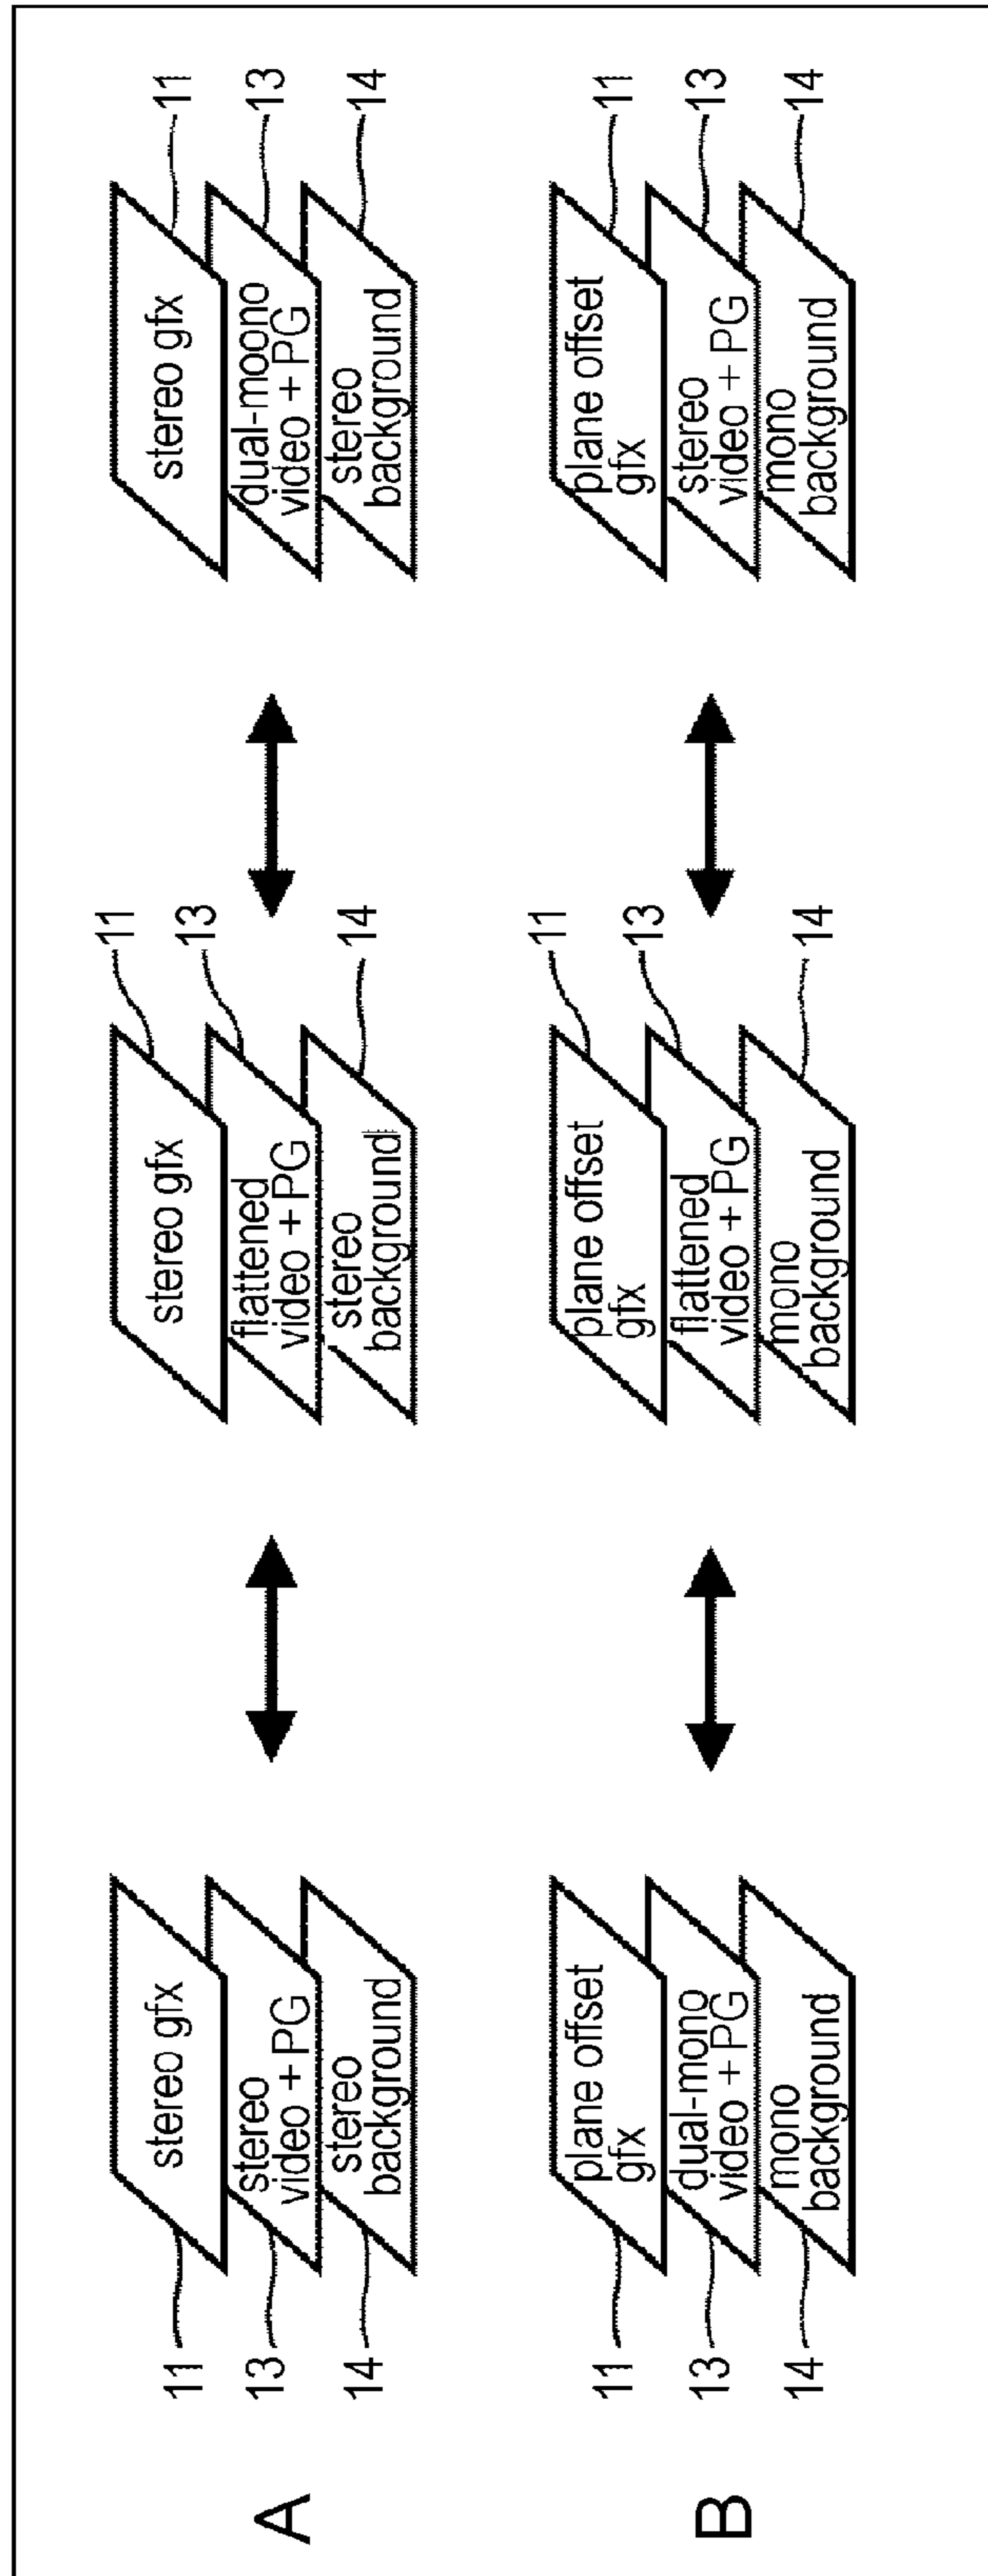 A
11
13
14
stereo gfx
stereo
video + PG
stereo
background
stereo gfx
flattened
video + PG
stereo
background
11
13
14
stereo gfx
dual-moono
video + PG
stereo
background
11
13
14
B
11
13
14
plane offset
gfx
dual-mono
video + PG
mono
background
plane offset
gfx
flattened
video + PG
mono
background
11
13
14
plane offset
gfx
stereo
video + PG
mono
background
11
13
14